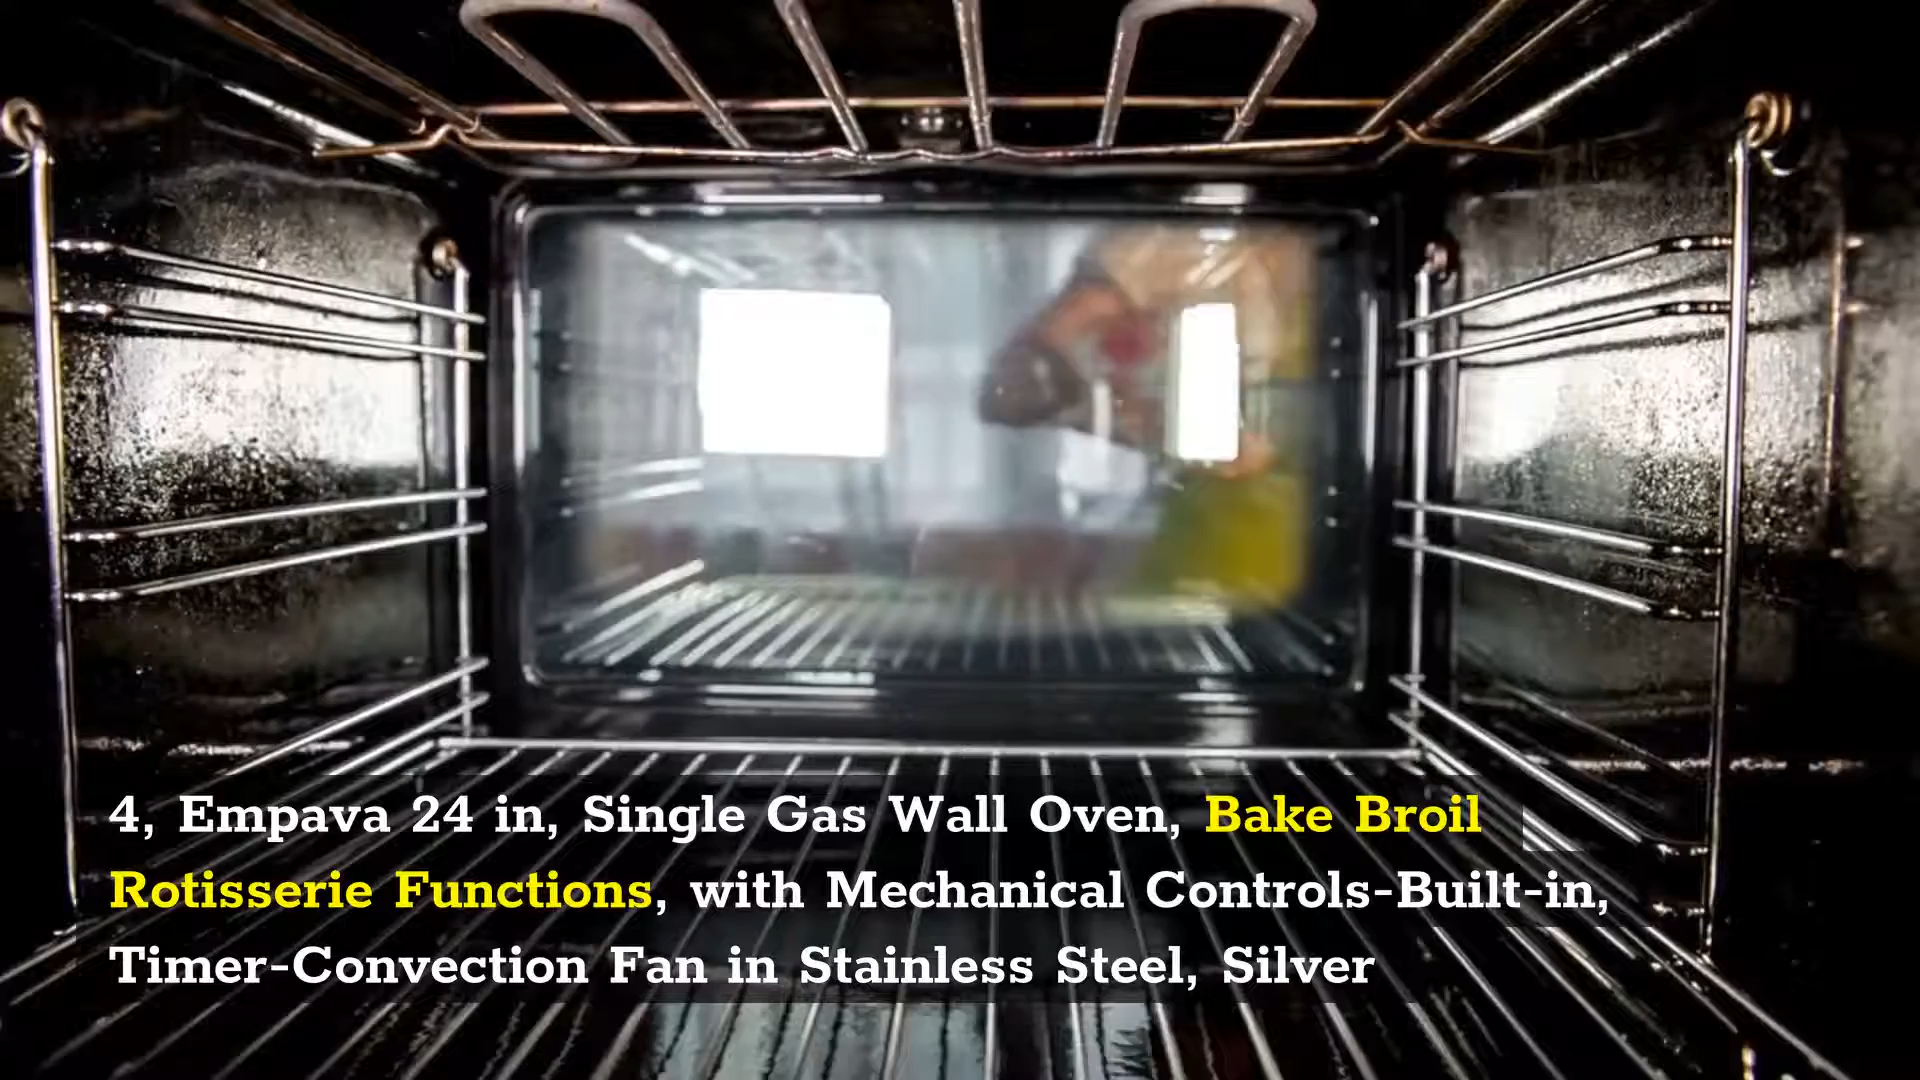 4, Empava 24 in, Single Gas Wall Oven, Bake Broil
Rotisserie Functions, with Mechanical Controls-Built-in,
Timer-Convection Fan in Stainless Steel, Silver